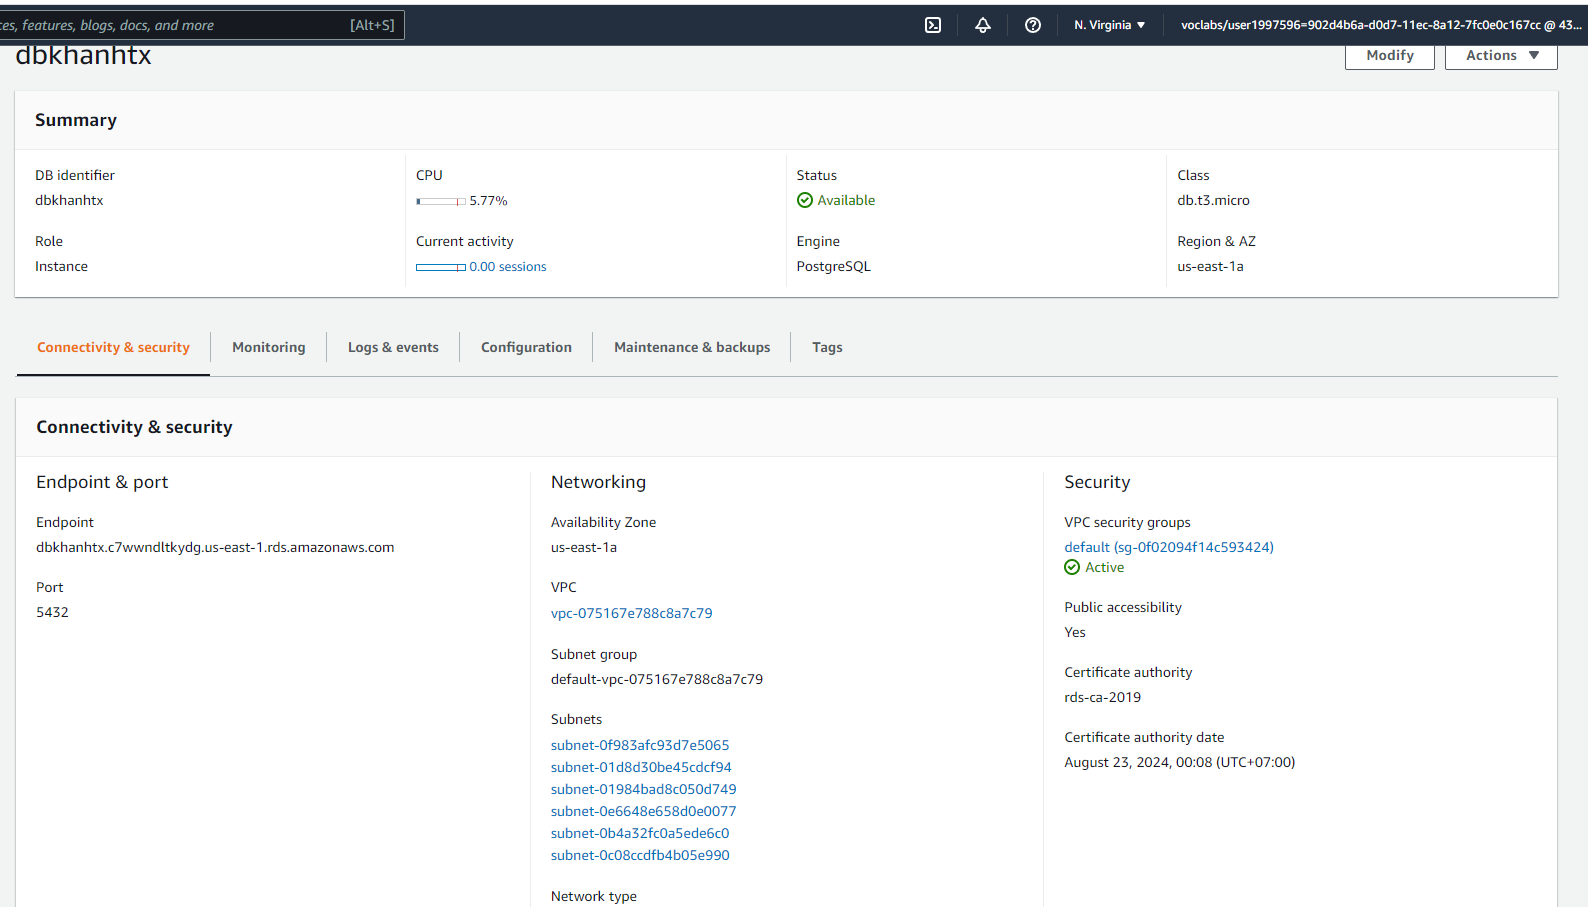 ces, features, blogs, docs, and more [Alt+S] N. Virginia ▼ voclabs/user1997596=902d4b6a-d0d7-11ec-8a12-7fc0e0c167cc @ 43...
dbkhanhtx Modify Actions ▼
Summary
DB identifier CPU Status Class
dbkhanhtx 5.77% Available db.t3.micro
Role Current activity Engine Region & AZ
Instance 0.00 sessions PostgreSQL us-east-1a
Connectivity & security Monitoring Logs & events Configuration Maintenance & backups Tags
Connectivity & security
Endpoint & port
Endpoint
dbkhanhtx.c7wwndltkydg.us-east-1.rds.amazonaws.com
Port
5432
Networking
Availability Zone
us-east-1a
VPC
vpc-075167e788c8a7c79
Subnet group
default-vpc-075167e788c8a7c79
Subnets
subnet-0f983afc93d7e5065
subnet-01d8d30be45cdcf94
subnet-01984bad8c050d749
subnet-0e6648e658d0e0077
subnet-0b4a32fc0a5ede6c0
subnet-0c08ccdfb4b05e990
Network type
Security
VPC security groups
default (sg-0f02094f14c593424)
Active
Public accessibility
Yes
Certificate authority
rds-ca-2019
Certificate authority date
August 23, 2024, 00:08 (UTC+07:00)